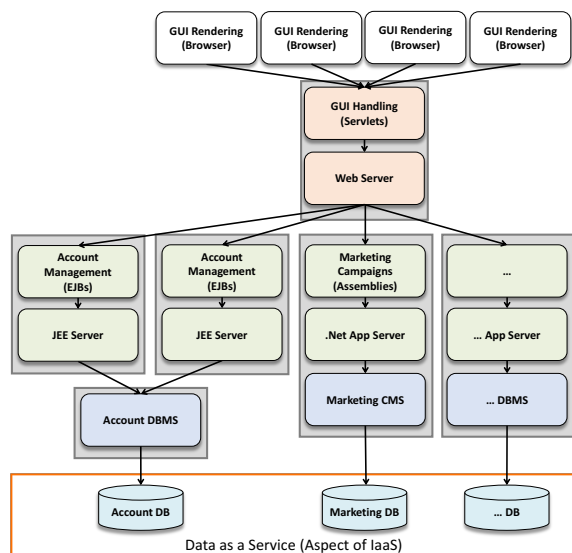 GUI Rendering
(Browser)
GUI Rendering
(Browser)
GUI Rendering
(Browser)
GUI Rendering
(Browser)
GUI Handling
(Servlets)
Web Server
Account
Management
(EJBs)
Account
Management
(EJBs)
Marketing
Campaigns
(Assemblies)
...
JEE Server
JEE Server
.Net App Server
... App Server
Account DBMS
Marketing CMS
... DBMS
Account DB
Marketing DB
... DB
Data as a Service (Aspect of IaaS)